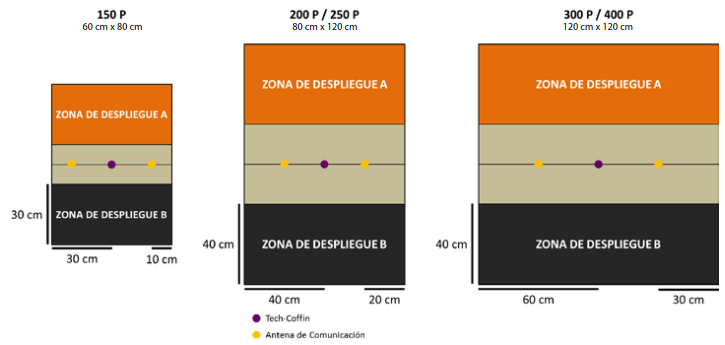 150 P
60 cm x 80 cm
200 P / 250 P
80 cm x 120 cm
300 P / 400 P
120 cm x 120 cm
ZONA DE DESPLIEGUE A
ZONA DE DESPLIEGUE A
ZONA DE DESPLIEGUE A
30 cm
ZONA DE DESPLIEGUE B
40 cm
ZONA DE DESPLIEGUE B
40 cm
ZONA DE DESPLIEGUE B
30 cm
10 cm
40 cm
20 cm
60 cm
30 cm
Tech-Coffin
Antena de Comunicación